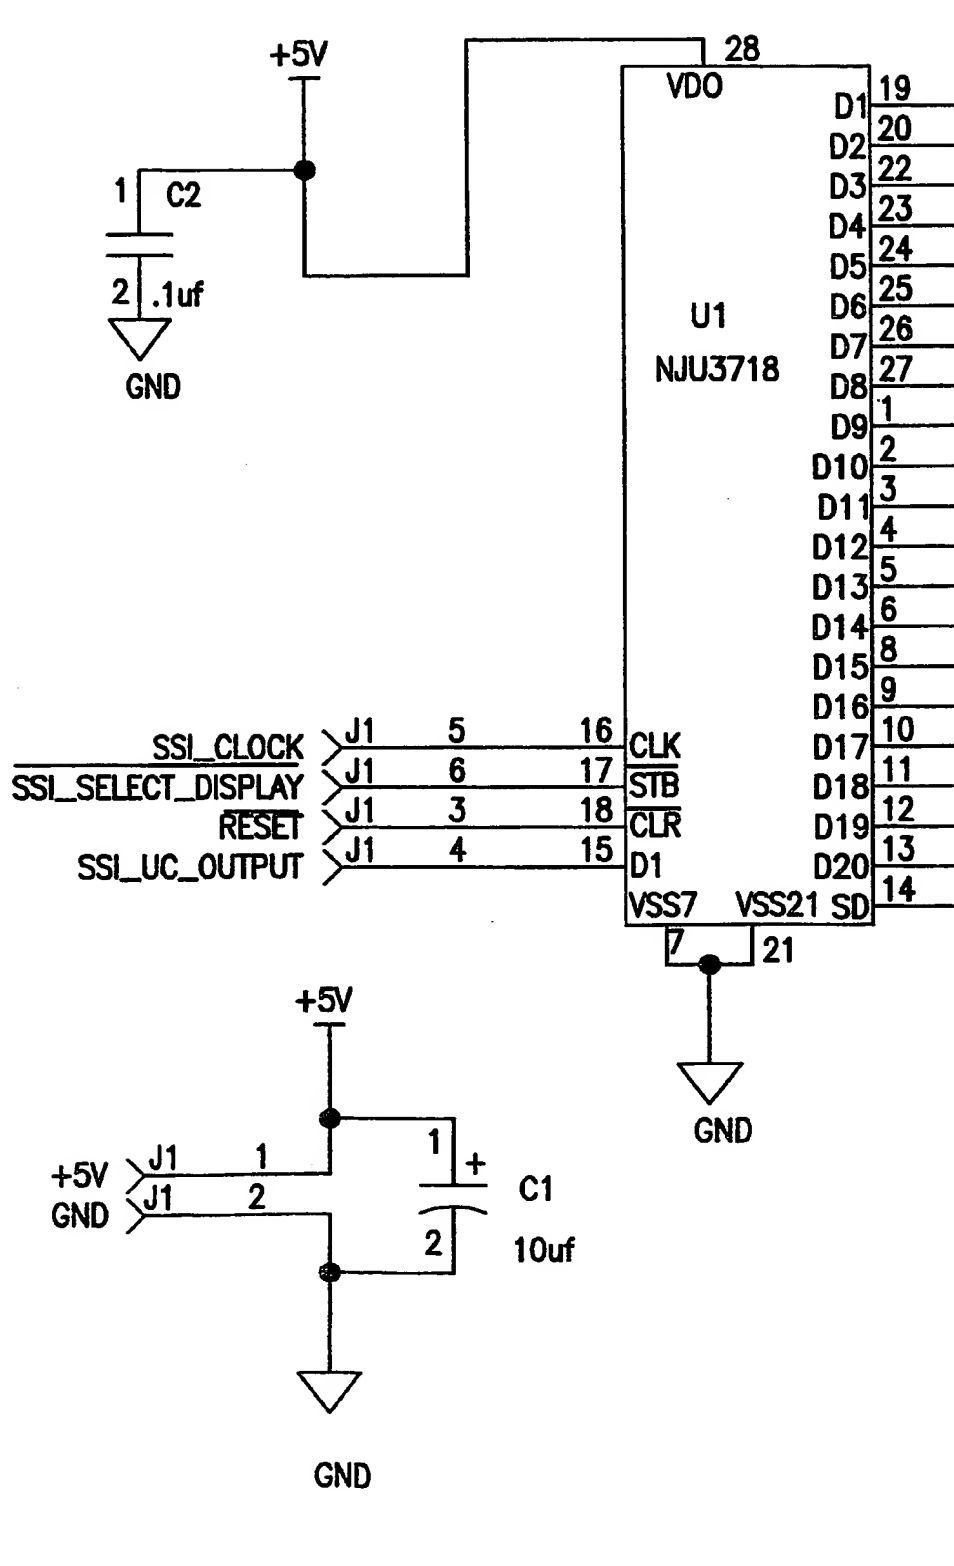 +5V
28
VDO
D1 19
D2 20
1 C2
D3 22
D4 23
D5 24
2 .1uf
D6 25
U1
D7 26
NJU3718
GND
D8 27
D9 1
D10 2
D11 3
D12 4
D13 5
D14 6
D15 8
D16 9
SSI_CLOCK J1 5 16 CLK
D17 10
SSI_SELECT_DISPLAY J1 6 17 STB
D18 11
RESET J1 3 18 CLR
D19 12
SSI_UC_OUTPUT J1 4 15 D1
D20 13
VSS7 VSS21 SD 14
7 21
+5V
GND
1 +
+5V J1 1
C1
GND J1 2
2 10uf
GND